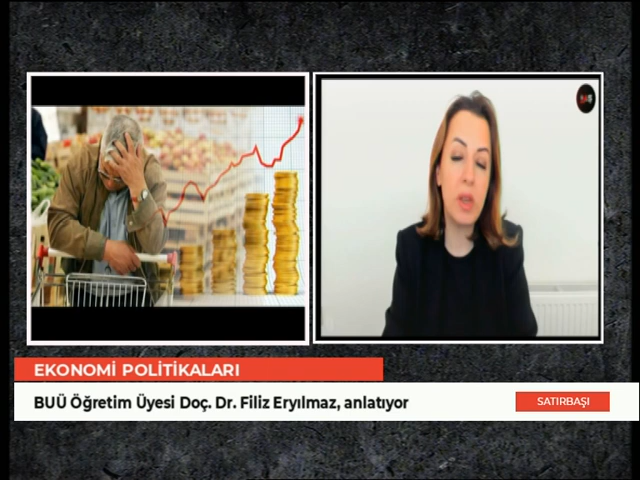 EKONOMİ POLİTİKALARI
BUÜ Öğretim Üyesi Doç. Dr. Filiz Eryılmaz, anlatıyor
SATIRBAŞI